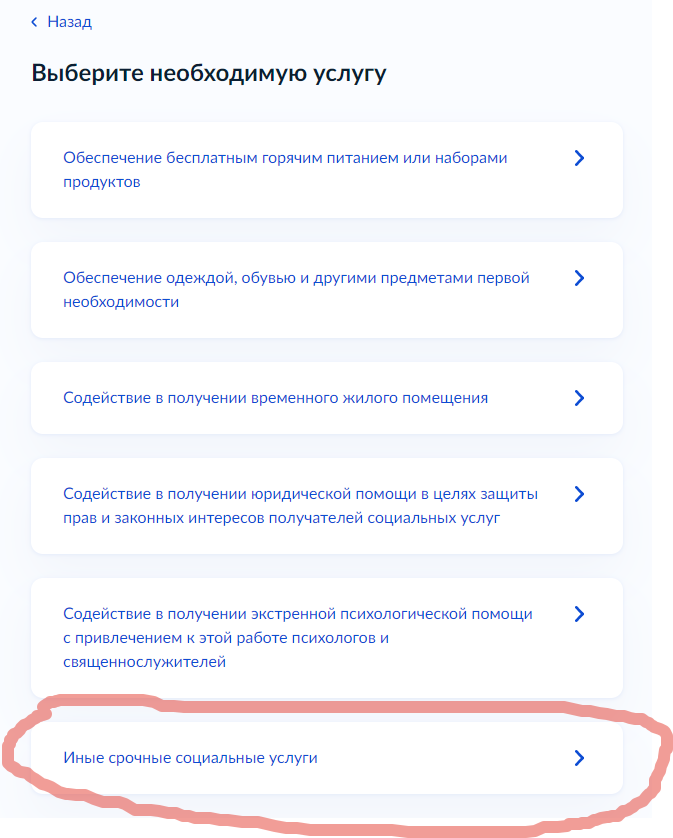 Назад
Выберите необходимую услугу
Обеспечение бесплатным горячим питанием или наборами
продуктов
Обеспечение одеждой, обувью и другими предметами первой
необходимости
Содействие в получении временного жилого помещения
Содействие в получении юридической помощи в целях защиты
прав и законных интересов получателей социальных услуг
Содействие в получении экстренной психологической помощи
с привлечением к этой работе психологов и
священнослужителей
Иные срочные социальные услуги